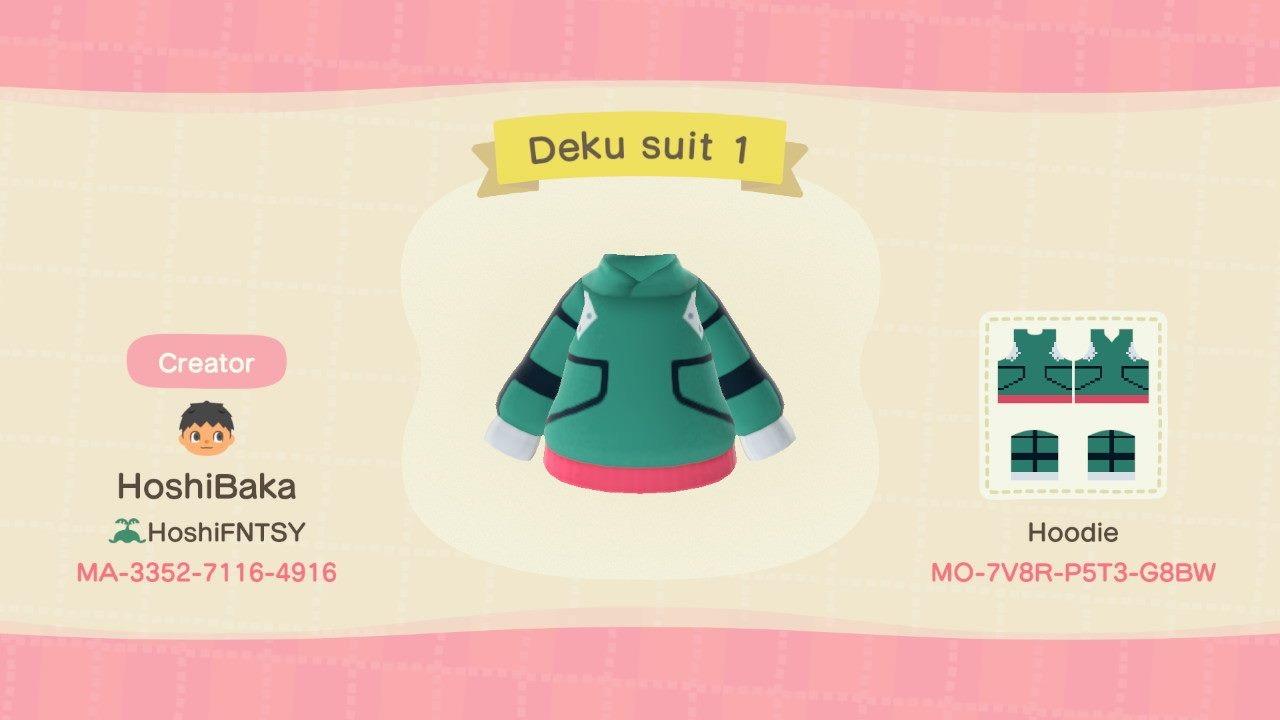 Deku suit 1
Creator
HoshiBaka
HoshiFNTSY
MA-3352-7116-4916
Hoodie
MO-7V8R-P5T3-G8BW